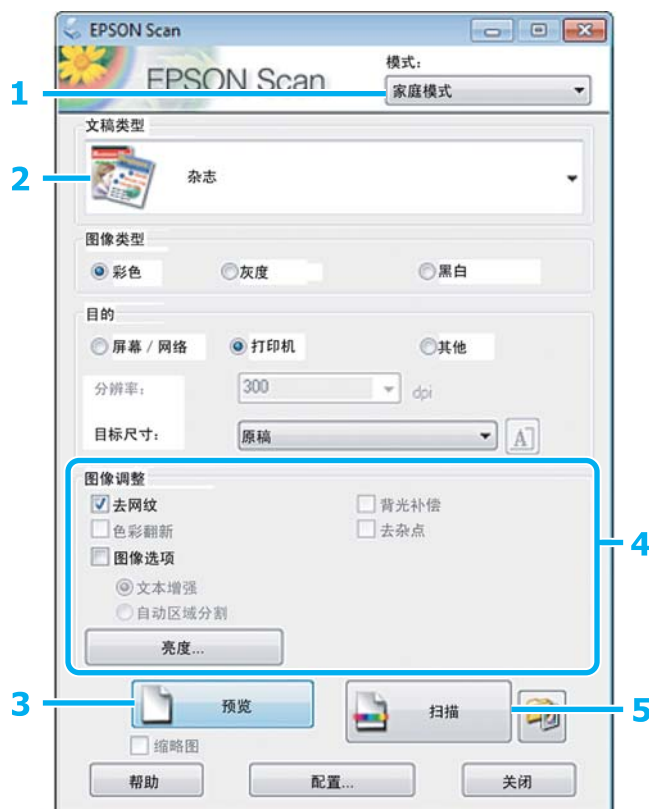 EPSON Scan
EPSON Scan
模式:
1
家庭模式
文稿类型
2
杂志
图像类型
彩色 灰度 黑白
目的
屏幕 / 网络 打印机 其他
分辨率: 300 dpi
目标尺寸: 原稿 A
图像调整
去网纹 背光补偿
色彩翻新 去杂点
图像选项
4
文本增强
自动区域分割
亮度...
3
预览 扫描
5
缩略图
帮助 配置... 关闭